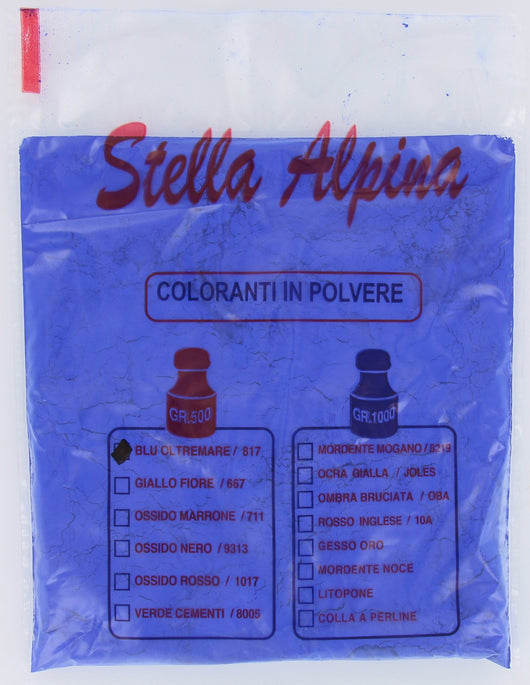 Stella Alpina
COLORANTI IN POLVERE
GR.500
BLU OLTREMARE / 817
GIALLO FIORE / 667
OSSIDO MARRONE / 711
OSSIDO NERO / 9313
OSSIDO ROSSO / 1017
VERDE CEMENTI / 8005
GR.1000
MORDENTE MOGANO / 8219
OCRA GIALLA / JOLES
OMBRA BRUCIATA / OBA
ROSSO INGLESE / 10A
GESSO ORO
MORDENTE NOCE
LITOPONE
COLLA A PERLINE